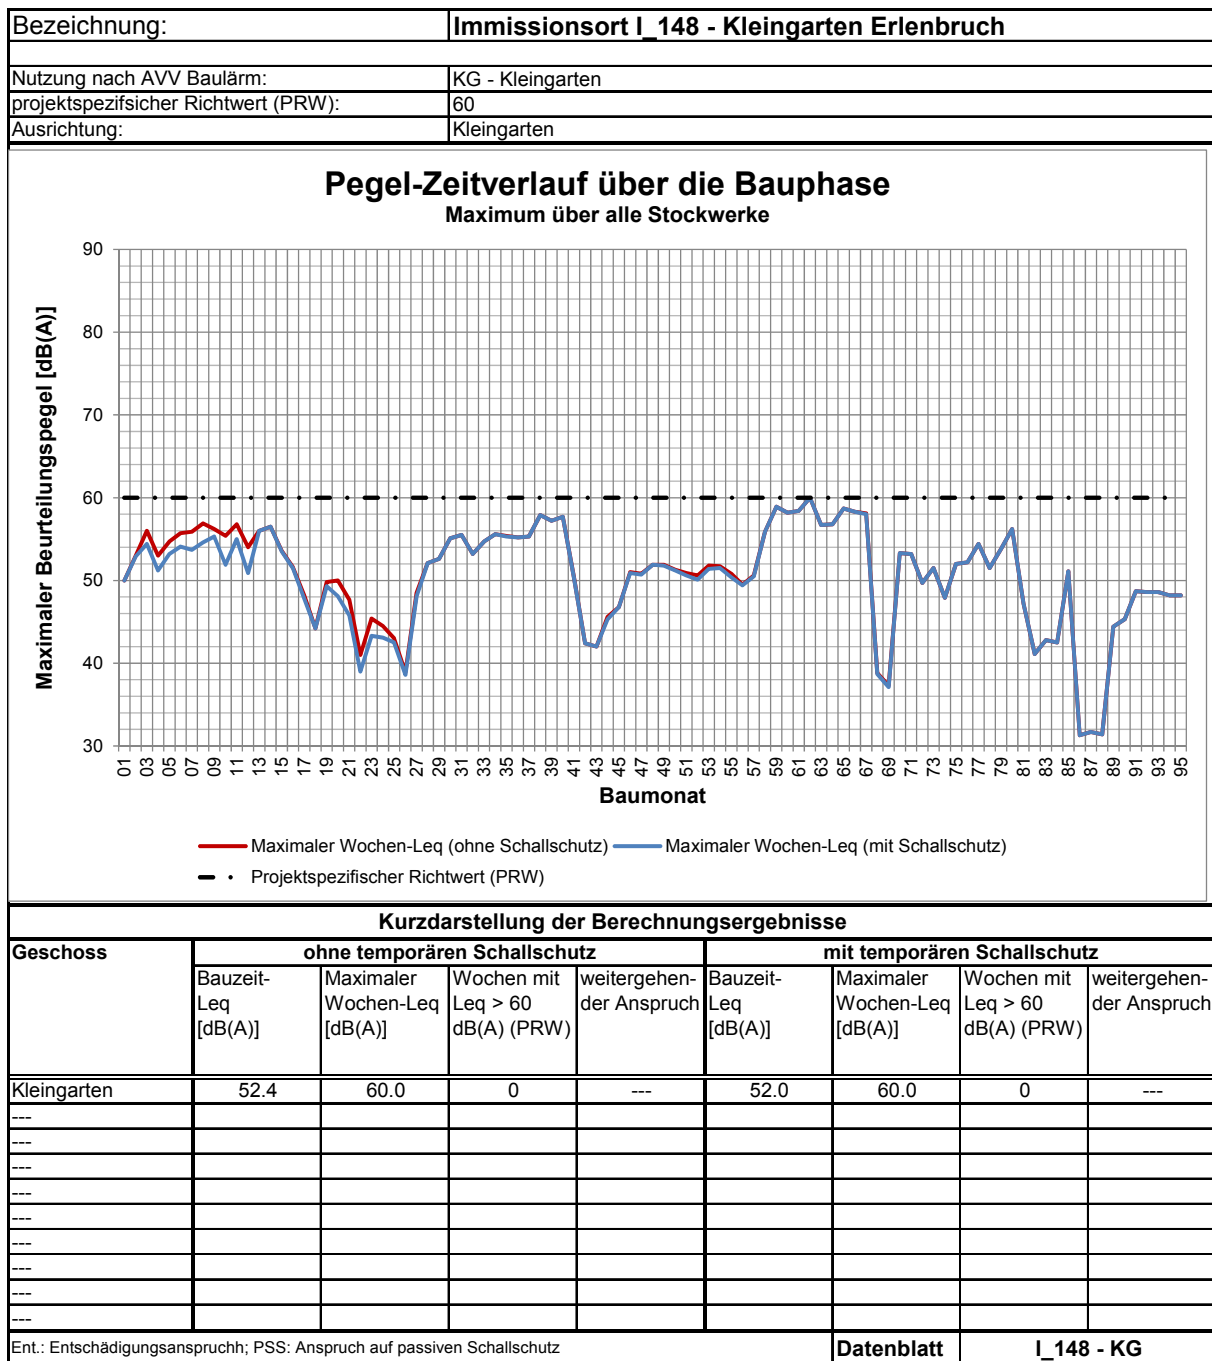 Bezeichnung: Immissionsort I_148 - Kleingarten Erlenbruch
Nutzung nach AVV Baulärm: KG - Kleingarten
projektspezifsicher Richtwert (PRW): 60
Ausrichtung: Kleingarten
Pegel-Zeitverlauf über die Bauphase
Maximum über alle Stockwerke
Maximaler Beurteilungspegel [dB(A)]
90
80
70
60
50
40
30
01 03 05 07 09 11 13 15 17 19 21 23 25 27 29 31 33 35 37 39 41 43 45 47 49 51 53 55 57 59 61 63 65 67 69 71 73 75 77 79 81 83 85 87 89 91 93 95
Baumonat
Maximaler Wochen-Leq (ohne Schallschutz) Maximaler Wochen-Leq (mit Schallschutz)
Projektspezifischer Richtwert (PRW)
Kurzdarstellung der Berechnungsergebnisse
Geschoss ohne temporären Schallschutz mit temporären Schallschutz
Bauzeit- Maximaler Wochen mit weitergehen- Bauzeit- Maximaler Wochen mit weitergehen-
Leq Wochen-Leq Leq > 60 der Anspruch Leq Wochen-Leq Leq > 60 der Anspruch
[dB(A)] [dB(A)] dB(A) (PRW) [dB(A)] [dB(A)] dB(A) (PRW)
Kleingarten 52.4 60.0 0 --- 52.0 60.0 0 ---
---
---
---
---
---
---
---
---
---
Ent.: Entschädigungsanspruchh; PSS: Anspruch auf passiven Schallschutz Datenblatt I_148 - KG